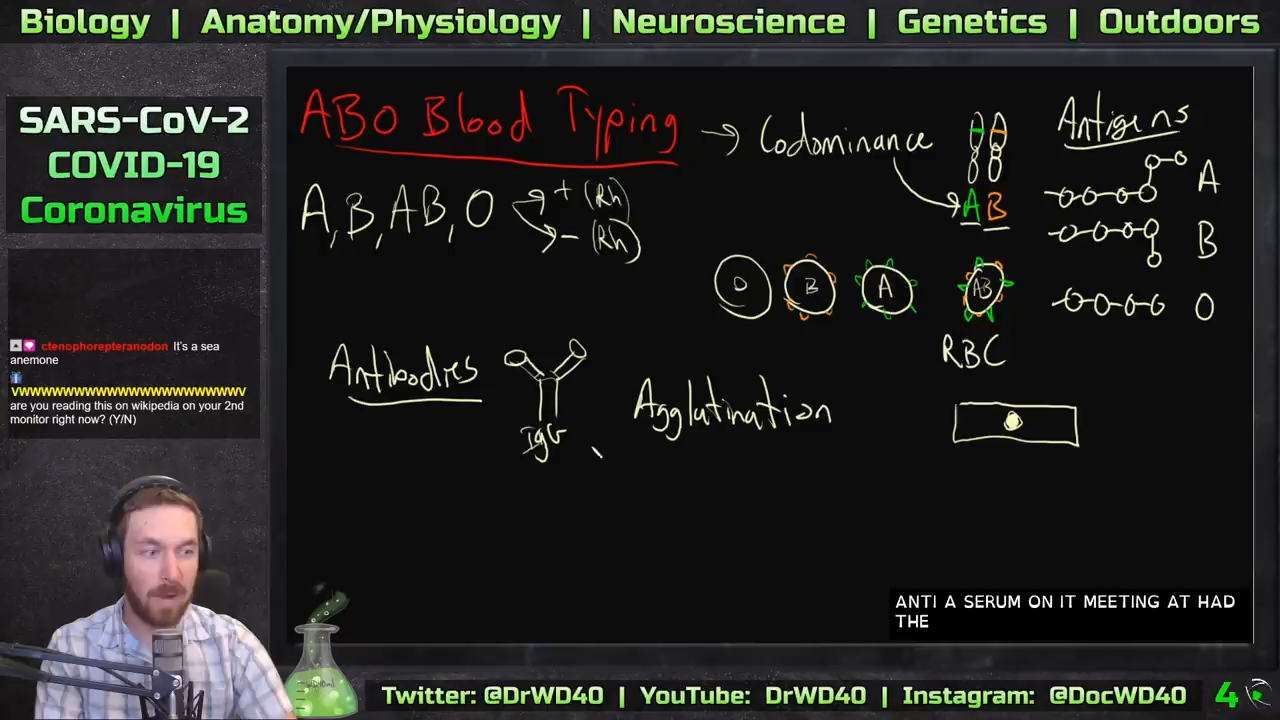 Biology | Anatomy/Physiology | Neuroscience | Genetics | Outdoors
SARS-CoV-2
COVID-19
Coronavirus
ABO Blood Typing
Codominance
Antigens
A, B, AB, O
+ (Rh)
- (Rh)
A B
A
B
O
O B A AB
RBC
ctenophorepteranodon It's a sea
anemone
VWWWWWWWWWWWWWWWWWWWWWWV
are you reading this on wikipedia on your 2nd
monitor right now? (Y/N)
Antibodies
IgG
Agglutination
ANTI A SERUM ON IT MEETING AT HAD
THE
Twitter: @DrWD40 | YouTube: DrWD40 | Instagram: @DocWD40
4